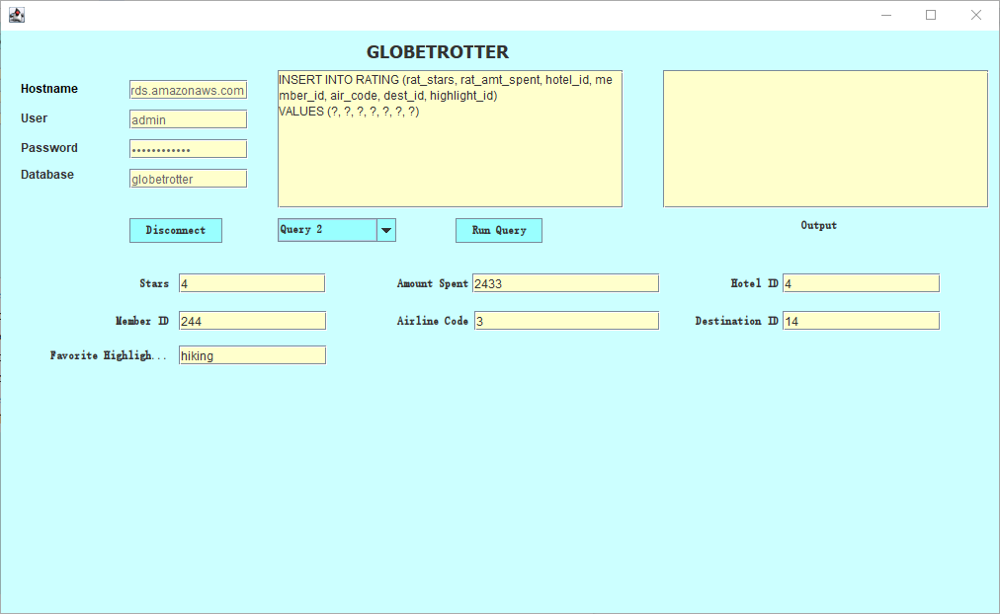 GLOBETROTTER
Hostname
rds.amazonaws.com
User
admin
Password
••••••••••••
Database
globetrotter
INSERT INTO RATING (rat_stars, rat_amt_spent, hotel_id, me
mber_id, air_code, dest_id, highlight_id)
VALUES (?, ?, ?, ?, ?, ?, ?)
Disconnect
Query 2
Run Query
Output
Stars 4
Amount Spent 2433
Hotel ID 4
Member ID 244
Airline Code 3
Destination ID 14
Favorite Highligh... hiking